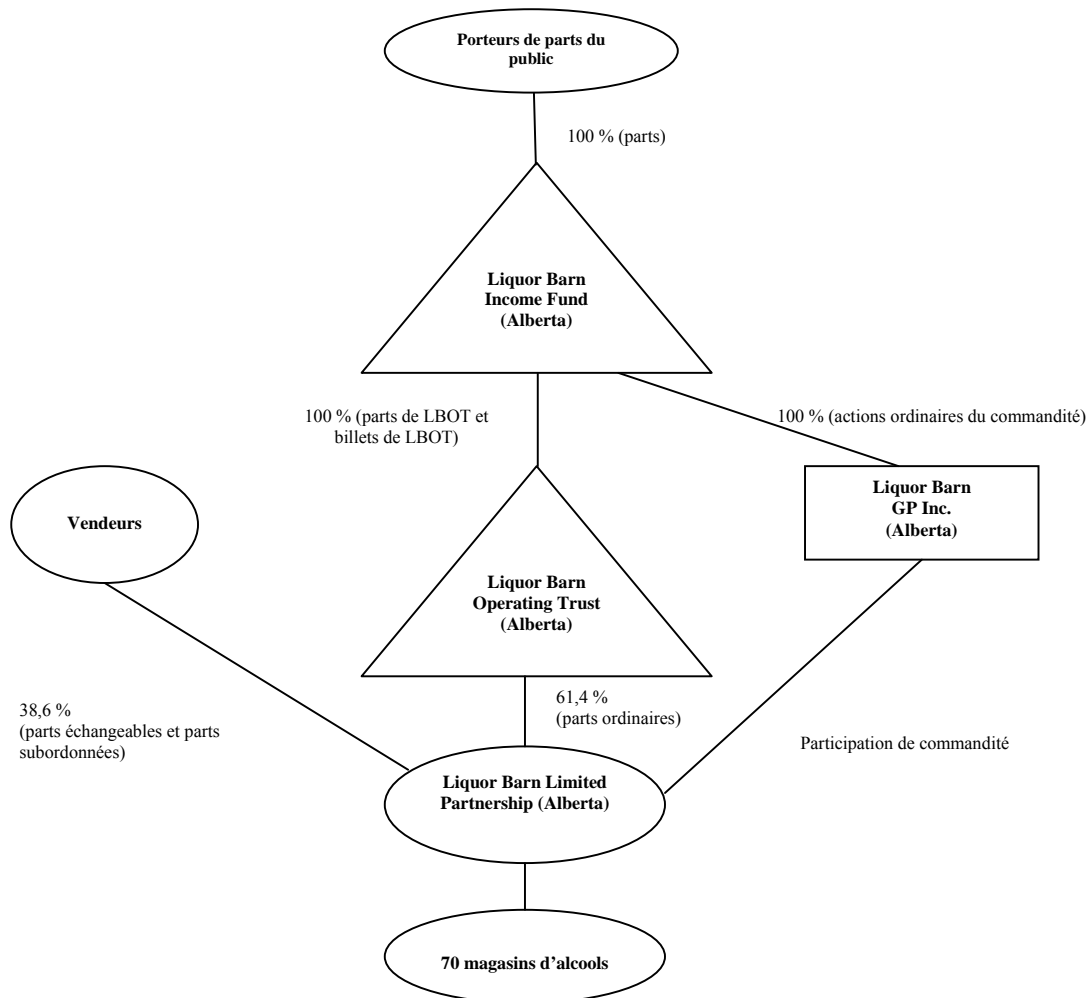 Porteurs de parts du
public
100 % (parts)
Liquor Barn
Income Fund
(Alberta)
100 % (parts de LBOT et
billets de LBOT)
100 % (actions ordinaires du commandité)
Liquor Barn
GP Inc.
(Alberta)
Vendeurs
Liquor Barn
Operating Trust
(Alberta)
38,6 %
(parts échangeables et parts
subordonnées)
61,4 %
(parts ordinaires)
Participation de commandité
Liquor Barn Limited
Partnership (Alberta)
70 magasins d’alcools